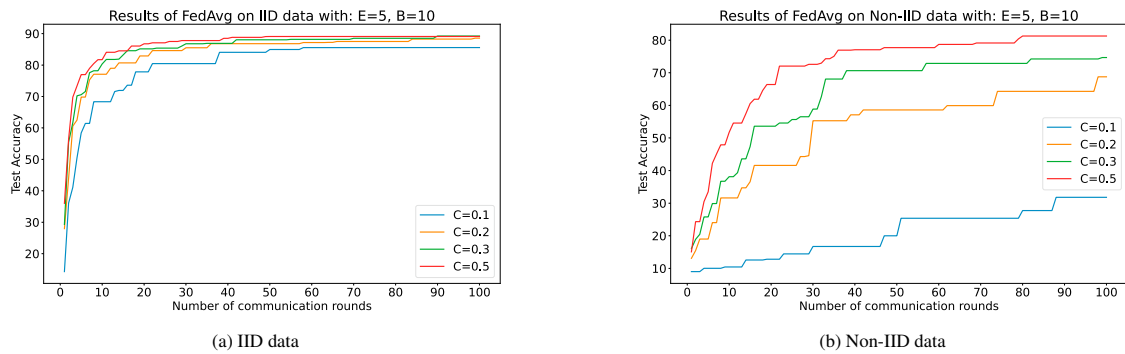 Results of FedAvg on IID data with: E=5, B=10
Test Accuracy
90
80
70
60
50
40
30
20
0 10 20 30 40 50 60 70 80 90 100
Number of communication rounds
C=0.1
C=0.2
C=0.3
C=0.5
(a) IID data
Results of FedAvg on Non-IID data with: E=5, B=10
Test Accuracy
80
70
60
50
40
30
20
10
0 10 20 30 40 50 60 70 80 90 100
Number of communication rounds
C=0.1
C=0.2
C=0.3
C=0.5
(b) Non-IID data